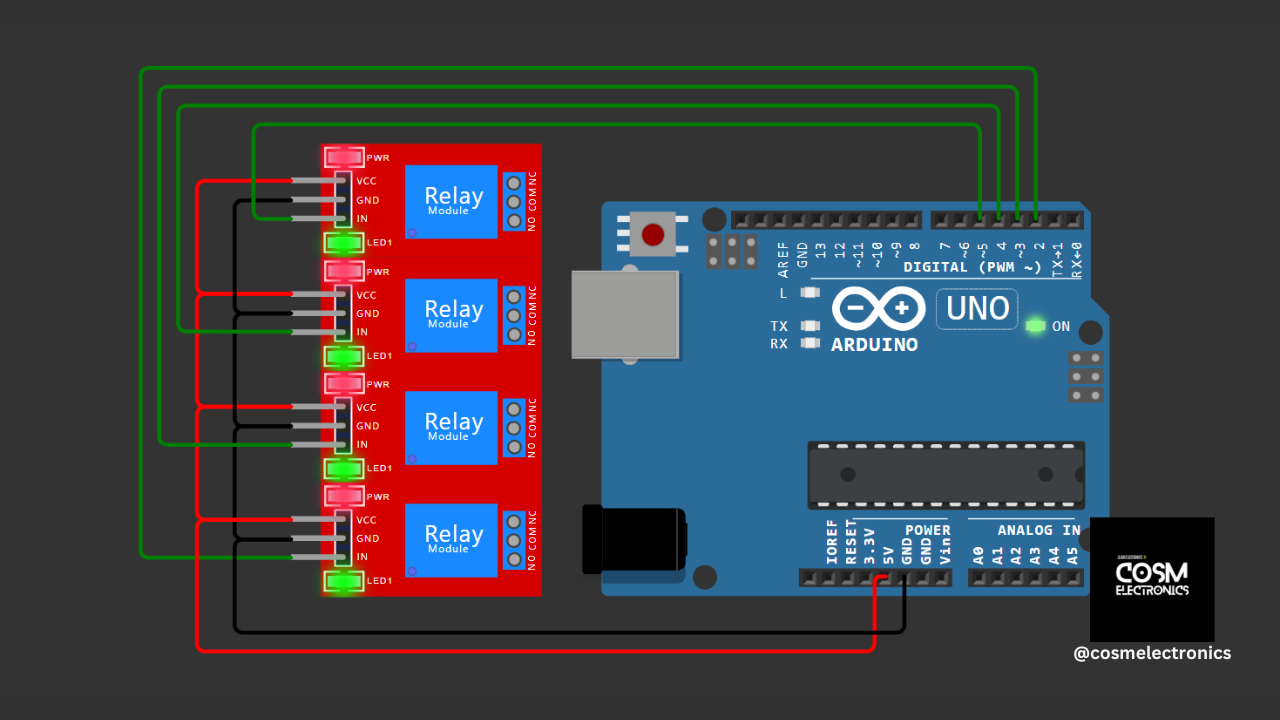 PWR
VCC
GND
IN
LED1
Relay
Module
NO COM NC
PWR
VCC
GND
IN
LED1
Relay
Module
NO COM NC
PWR
VCC
GND
IN
LED1
Relay
Module
NO COM NC
PWR
VCC
GND
IN
LED1
Relay
Module
NO COM NC
AREF
GND
13
12
~11
~10
~9
8
7
~6
~5
4
~3
2
TX→1
RX←0
DIGITAL (PWM ~)
L
TX
RX
UNO
ON
ARDUINO
IOREF
RESET
3.3V
5V
GND
GND
Vin
POWER
ANALOG IN
A0
A1
A2
A3
A4
A5
COSM
ELECTRONICS
@cosmelectronics